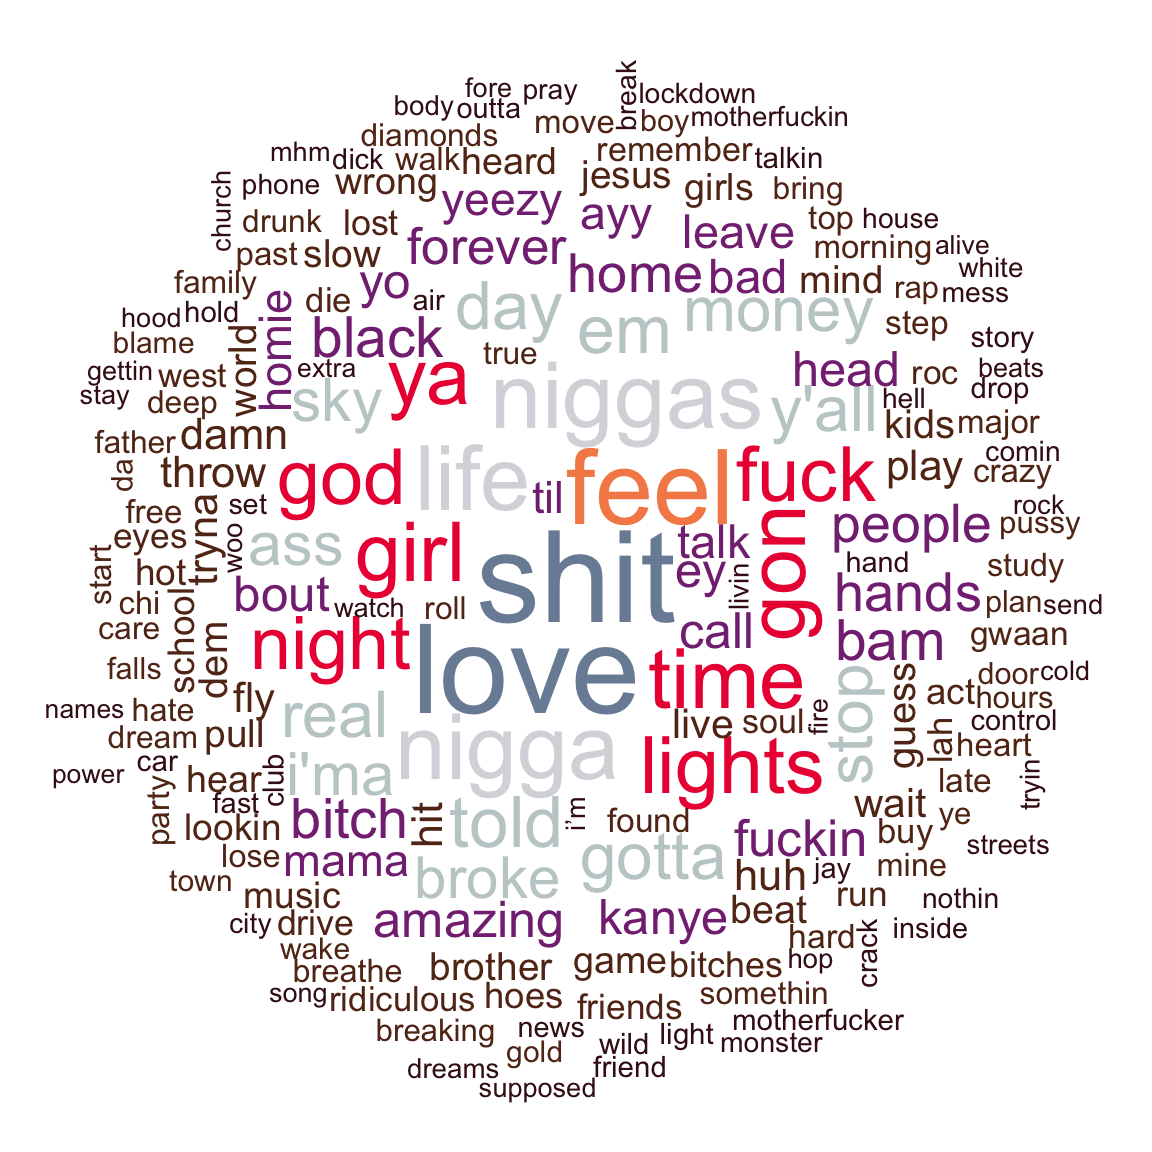 fore pray break lockdown
body outta move boy motherfuckin
diamonds remember
mhm dick walk heard talkin
church phone wrong jesus girls bring
yeezy ayy
drunk lost leave top house
past slow forever morning alive
family yo home bad mind white
die air day em money rap mess
hood hold homie step
blame world black true story
gettin west extra ya head roc beats
stay deep sky niggas y'all hell drop
father damn kids major
da throw god life til feel fuck play comin
free set crazy
eyes tryna woo ass shit talk gon people rock pussy
start hot girl ey livin hand study
chi school bout watch roll hands plan send
care dem night love call bam gwaan
falls time stop guess door cold
names hate fly real live soul fire act hours
dream pull nigga lights lah heart control
power car hear club i'ma late tryin
party fast bitch hit told i'm found wait ye
lookin gotta fuckin buy streets
lose mama broke jay mine
town music huh run nothin
city drive amazing kanye beat inside
wake hard crack
breathe brother game bitches hop
song ridiculous hoes friends somethin
breaking news motherfucker
gold wild light monster
dreams friend
supposed